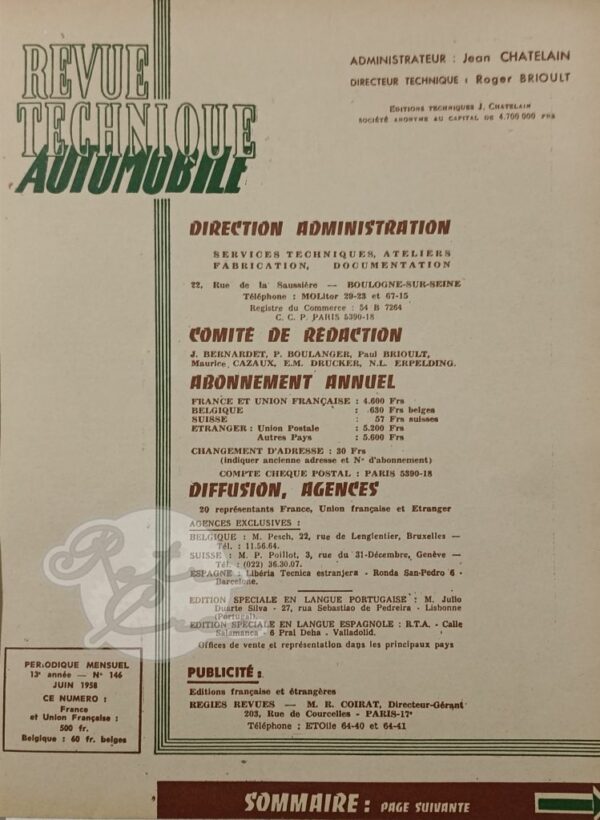 REVUE
TECHNIQUE
AUTOMOBILE
ADMINISTRATEUR : Jean CHATELAIN
DIRECTEUR TECHNIQUE : Roger BRIOULT
EDITIONS TECHNIQUES J. CHATELAIN
SOCIÉTÉ ANONYME AU CAPITAL DE 4.700 000 FRS
DIRECTION ADMINISTRATION
SERVICES TECHNIQUES, ATELIERS
FABRICATION, DOCUMENTATION
22, Rue de la Saussière — BOULOGNE-SUR-SEINE
Téléphone : MOLitor 29-23 et 67-15
Registre du Commerce : 54 B 7264
C. C. P. PARIS 5390-18
COMITÉ DE RÉDACTION
J. BERNARDET, P. BOULANGER, Paul BRIOULT,
Maurice CAZAUX, E.M. DRUCKER, N.L. ERPELDING.
ABONNEMENT ANNUEL
FRANCE ET UNION FRANÇAISE : 4.600 Frs
BELGIQUE : 630 Frs belges
SUISSE : 57 Frs suisses
ETRANGER : Union Postale : 5.200 Frs
Autres Pays : 5.600 Frs
CHANGEMENT D'ADRESSE : 30 Frs
(indiquer ancienne adresse et N° d'abonnement)
COMPTE CHEQUE POSTAL : PARIS 5390-18
DIFFUSION, AGENCES
20 représentants France, Union française et Etranger
AGENCES EXCLUSIVES :
BELGIQUE : M. Pesch, 22, rue de Lenglentier, Bruxelles —
Tél. : 11.56.64.
SUISSE : M. P. Poillot, 3, rue du 31-Décembre, Genève —
Tél. : (022) 36.30.07.
ESPAGNE : Libéria Tecnica estranjera - Ronda San-Pedro 6 -
Barcelone.
EDITION SPECIALE EN LANGUE PORTUGAISE : M. Julio
Duarte Silva - 27, rua Sebastiao de Pedreira - Lisbonne
(Portugal).
EDITION SPECIALE EN LANGUE ESPAGNOLE : R.T.A. - Calle
Salamanca - 6 Pral Deha - Valladolid.
Offices de vente et représentation dans les principaux pays
PUBLICITÉ :
Editions française et étrangères
REGIES REVUES — M. R. COIRAT, Directeur-Gérant
203, Rue de Courcelles - PARIS-17e
Téléphone : ETOile 64-40 et 64-41
PERIODIQUE MENSUEL
13e année — N° 146
JUIN 1958
CE NUMERO :
France
et Union Française :
500 fr.
Belgique : 60 fr. belges
SOMMAIRE : PAGE SUIVANTE